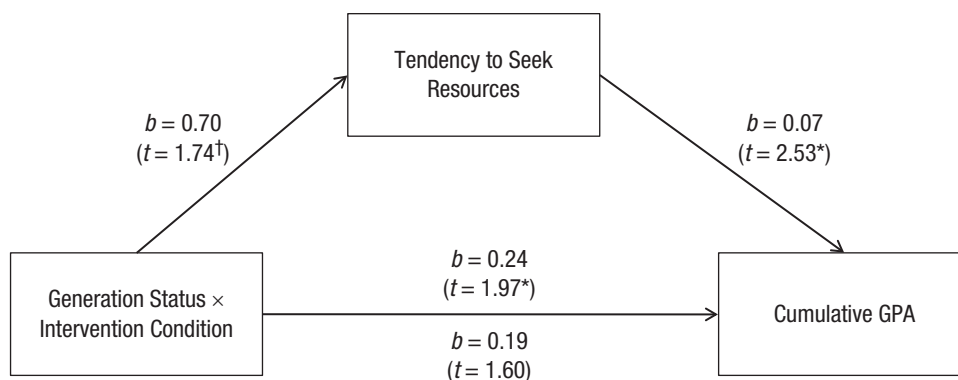 Tendency to Seek
Resources
b = 0.70
(t = 1.74†)
b = 0.07
(t = 2.53*)
Generation Status ×
Intervention Condition
b = 0.24
(t = 1.97*)
b = 0.19
(t = 1.60)
Cumulative GPA